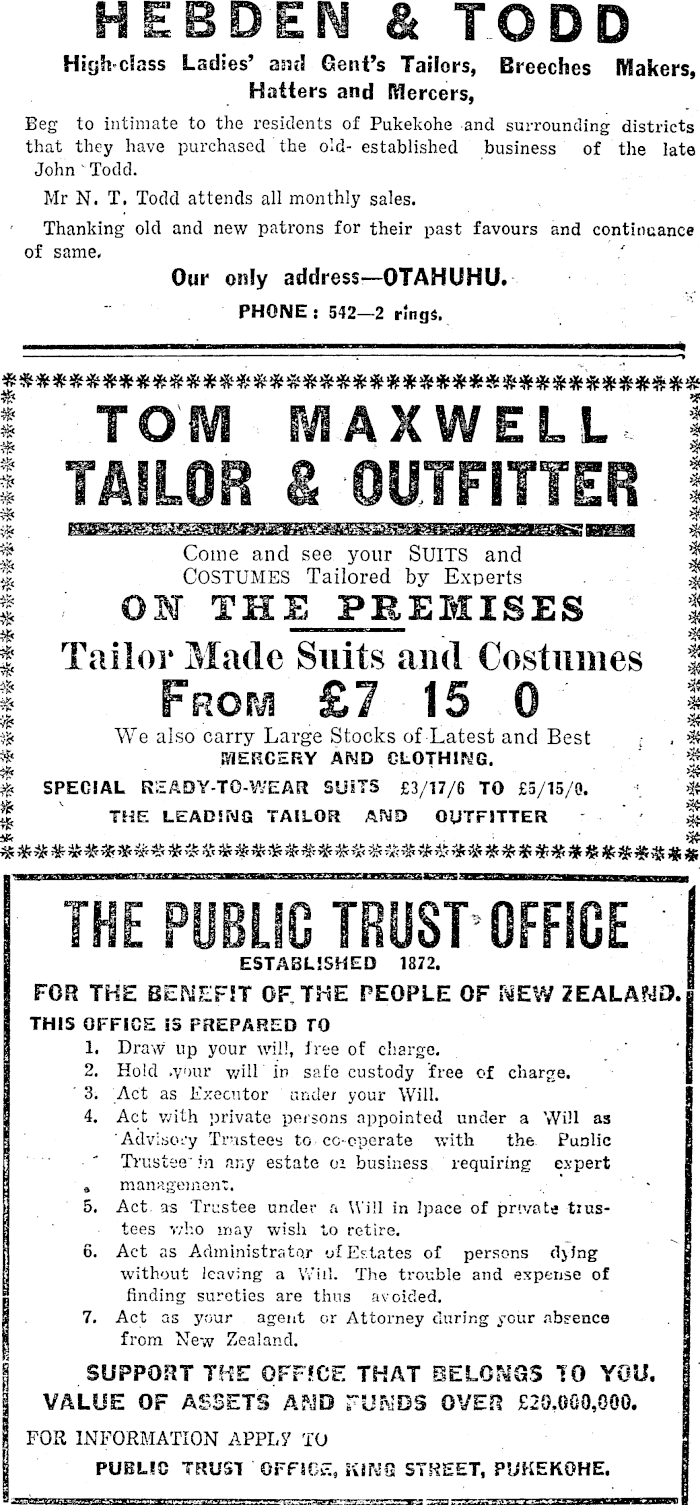 HEBDEN & TODD
High-class Ladies' and Gent's Tailors, Breeches Makers,
Hatters and Mercers,
Beg to intimate to the residents of Pukekohe and surrounding districts
that they have purchased the old- established business of the late
John Todd.
Mr N. T. Todd attends all monthly sales.
Thanking old and new patrons for their past favours and continuance
of same.
Our only address—OTAHUHU.
PHONE: 542—2 rings.
TOM MAXWELL
TAILOR & OUTFITTER
Come and see your SUITS and
COSTUMES Tailored by Experts
ON THE PREMISES
Tailor Made Suits and Costumes
FROM £7 15 0
We also carry Large Stocks of Latest and Best
MERCERY AND CLOTHING.
SPECIAL READY-TO-WEAR SUITS £3/17/6 TO £5/15/0.
THE LEADING TAILOR AND OUTFITTER
THE PUBLIC TRUST OFFICE
ESTABLISHED 1872.
FOR THE BENEFIT OF THE PEOPLE OF NEW ZEALAND.
THIS OFFICE IS PREPARED TO
1. Draw up your will, free of charge.
2. Hold your will in safe custody free of charge.
3. Act as Executor under your Will.
4. Act with private persons appointed under a Will as
Advisory Trustees to co-operate with the Public
Trustee in any estate or business requiring expert
management.
5. Act as Trustee under a Will in lpace of private trus-
tees who may wish to retire.
6. Act as Administrator of Estates of persons dying
without leaving a Will. The trouble and expense of
finding sureties are thus avoided.
7. Act as your agent or Attorney during your absence
from New Zealand.
SUPPORT THE OFFICE THAT BELONGS TO YOU.
VALUE OF ASSETS AND FUNDS OVER £20,000,000.
FOR INFORMATION APPLY TO
PUBLIC TRUST OFFICE, KING STREET, PUKEKOHE.